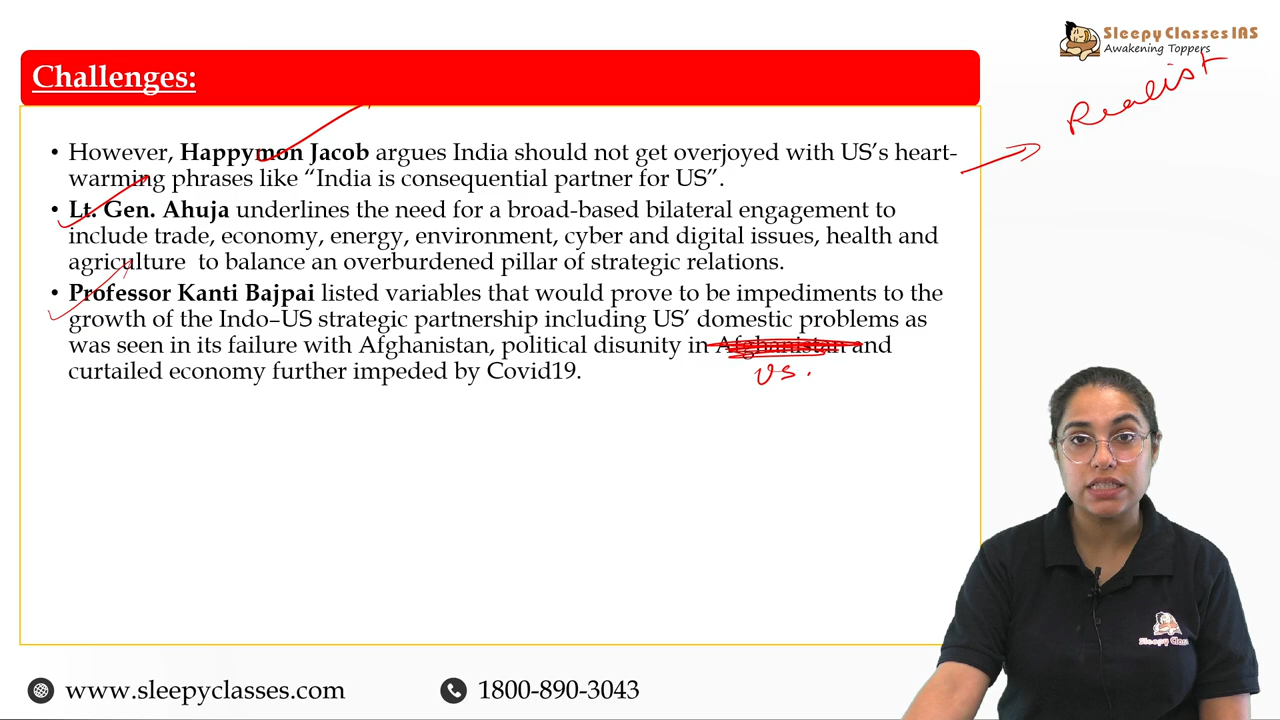 Sleepy Classes IAS
Awakening Toppers
Challenges:
Realist
• However, Happymon Jacob argues India should not get overjoyed with US's heart-
warming phrases like “India is consequential partner for US”.
• Lt. Gen. Ahuja underlines the need for a broad-based bilateral engagement to
include trade, economy, energy, environment, cyber and digital issues, health and
agriculture to balance an overburdened pillar of strategic relations.
• Professor Kanti Bajpai listed variables that would prove to be impediments to the
growth of the Indo–US strategic partnership including US' domestic problems as
was seen in its failure with Afghanistan, political disunity in Afghanistan and
curtailed economy further impeded by Covid19.
US.
Sleepy Class
www.sleepyclasses.com
1800-890-3043